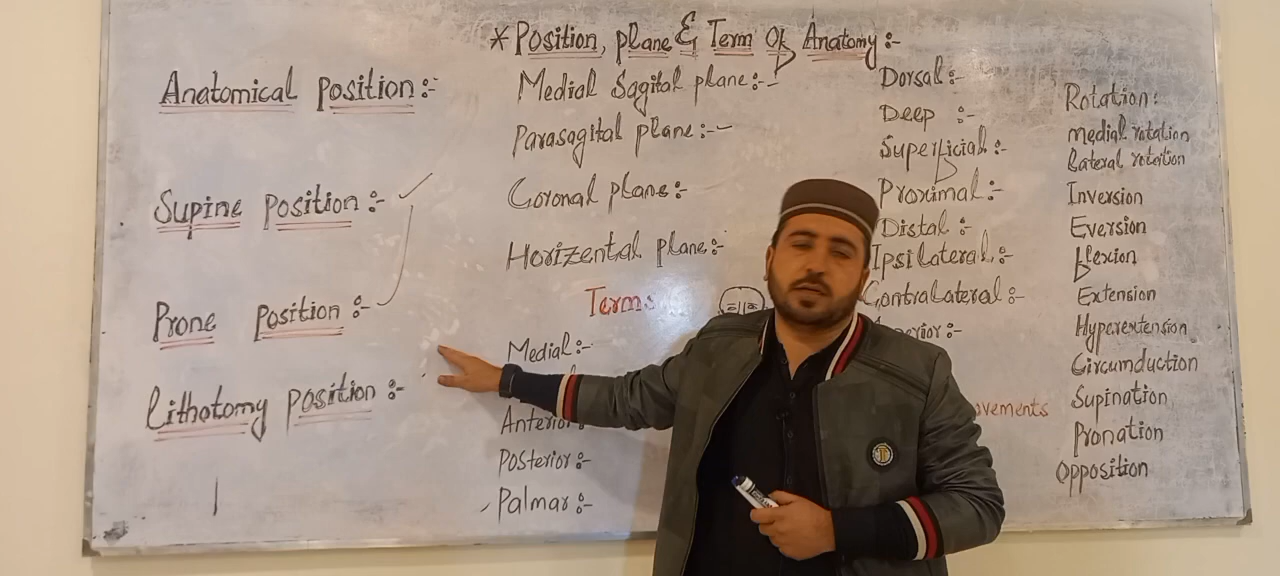 * Position, plane & Term Of Anatomy :-
Anatomical position :-
Supine position :-
Prone position :-
Lithotomy position :-
Medial Sagital plane :-
Parasagital plane :-
Coronal plane :-
Horizental plane :-
Terms
Medial :-
Anterior :-
Posterior :-
Palmar :-
Dorsal :-
Deep :-
Superficial :-
Proximal :-
Distal :-
Ipsilateral :-
Contralateral :-
ovements
Rotation :
Medial rotation
Lateral rotation
Inversion
Eversion
flexion
Extension
Hyperextension
Circumduction
Supination
Pronation
Opposition